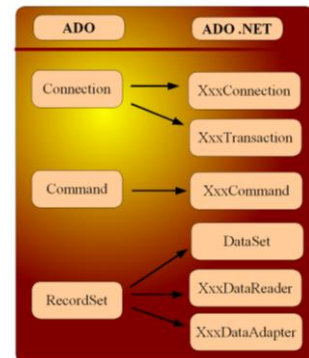 ADO
ADO .NET
Connection
XxxConnection
XxxTransaction
Command
XxxCommand
RecordSet
DataSet
XxxDataReader
XxxDataAdapter